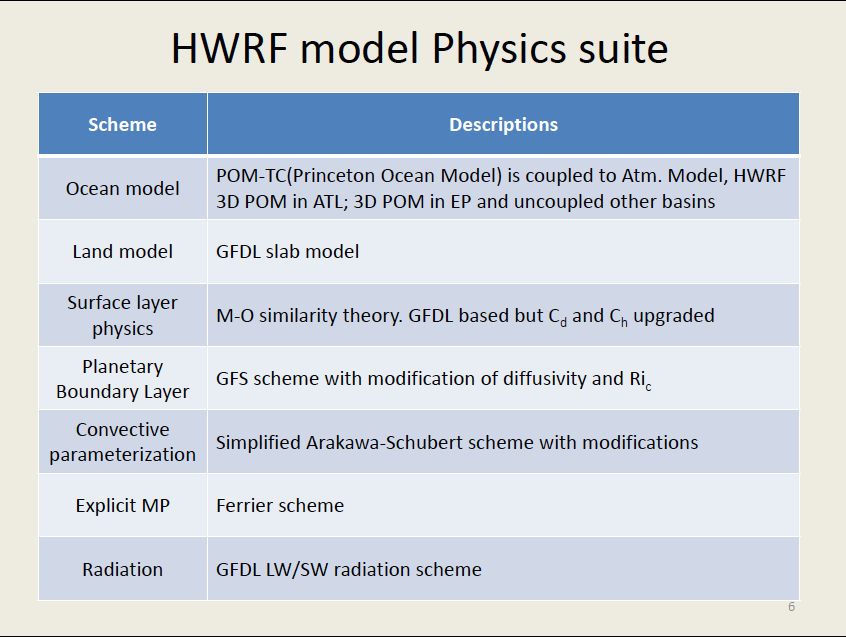 HWRF model Physics suite
Scheme
Descriptions
Ocean model
POM-TC(Princeton Ocean Model) is coupled to Atm. Model, HWRF
3D POM in ATL; 3D POM in EP and uncoupled other basins
Land model
GFDL slab model
Surface layer
physics
M-O similarity theory. GFDL based but Cd and Ch upgraded
Planetary
Boundary Layer
GFS scheme with modification of diffusivity and Ric
Convective
parameterization
Simplified Arakawa-Schubert scheme with modifications
Explicit MP
Ferrier scheme
Radiation
GFDL LW/SW radiation scheme
6